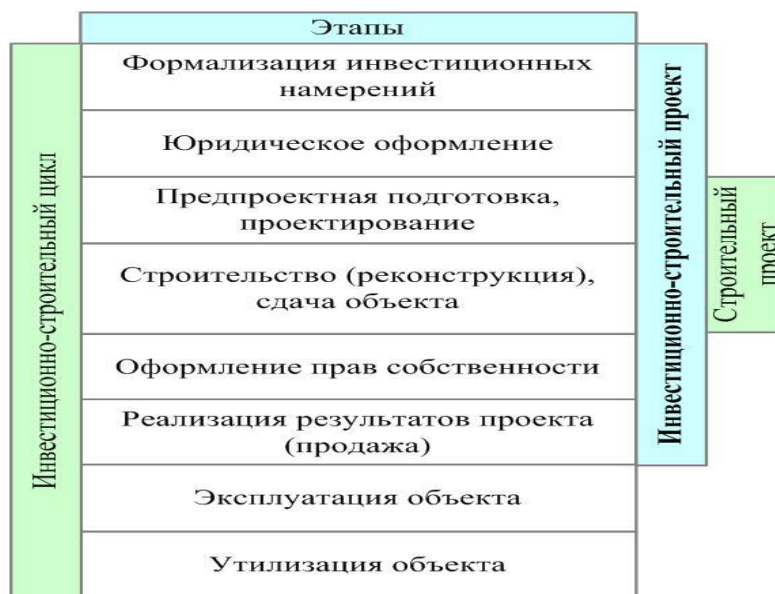 Этапы
Формализация инвестиционных
намерений
Юридическое оформление
Предпроектная подготовка,
проектирование
Строительство (реконструкция),
сдача объекта
Оформление прав собственности
Реализация результатов проекта
(продажа)
Эксплуатация объекта
Утилизация объекта
Инвестиционно-строительный цикл
Инвестиционно-строительный проект
Строительный
проект